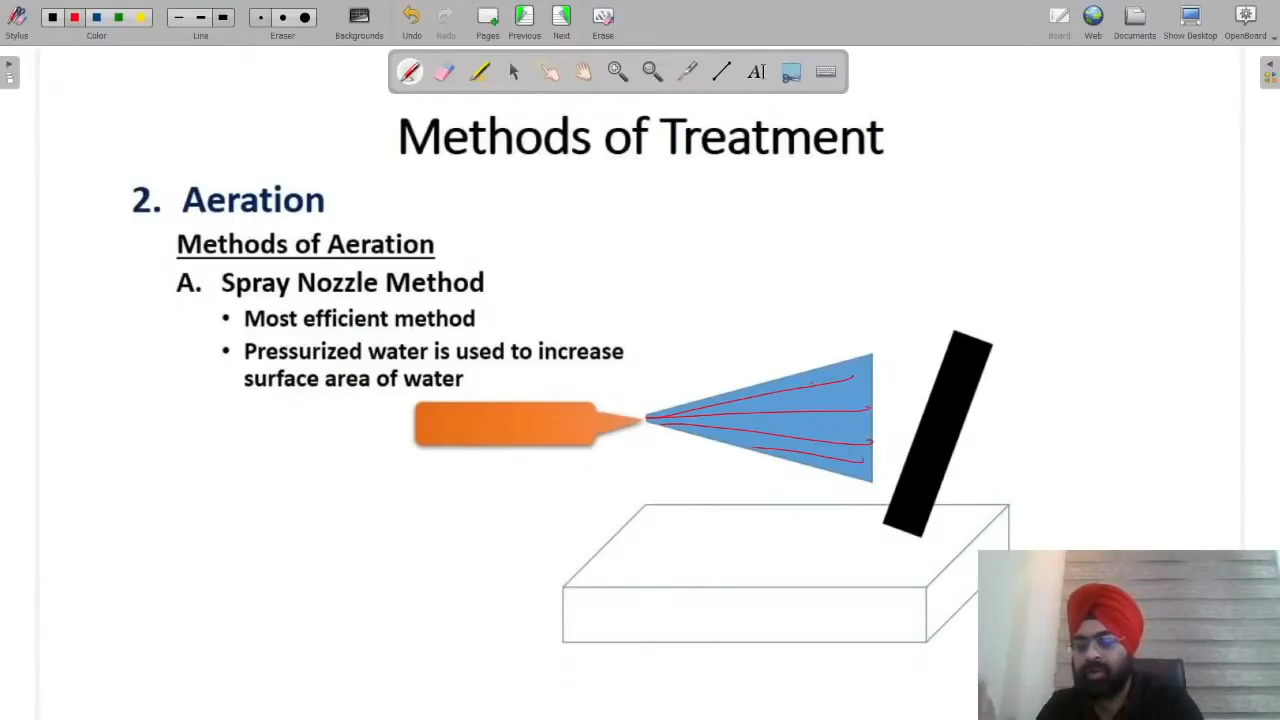 Stylus
Color
Line
Eraser
Backgrounds
Undo
Redo
Pages
Previous
Next
Erase
Board
Web
Documents
Show Desktop
OpenBoard
Methods of Treatment
2. Aeration
Methods of Aeration
A. Spray Nozzle Method
• Most efficient method
• Pressurized water is used to increase
surface area of water